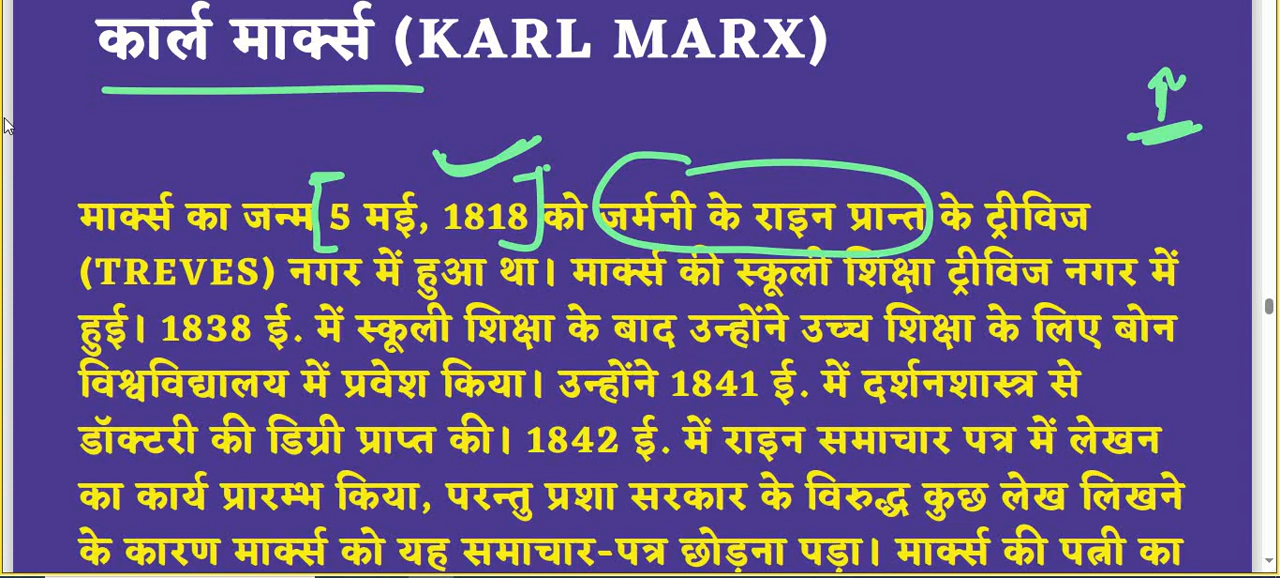 कार्ल मार्क्स (KARL MARX)
मार्क्स का जन्म 5 मई, 1818 को जर्मनी के राइन प्रान्त के ट्रीविज
(TREVES) नगर में हुआ था। मार्क्स की स्कूली शिक्षा ट्रीविज नगर में
हुई। 1838 ई. में स्कूली शिक्षा के बाद उन्होंने उच्च शिक्षा के लिए बोन
विश्वविद्यालय में प्रवेश किया। उन्होंने 1841 ई. में दर्शनशास्त्र से
डॉक्टरी की डिग्री प्राप्त की। 1842 ई. में राइन समाचार पत्र में लेखन
का कार्य प्रारम्भ किया, परन्तु प्रशा सरकार के विरुद्ध कुछ लेख लिखने
के कारण मार्क्स को यह समाचार-पत्र छोड़ना पड़ा। मार्क्स की पत्नी का